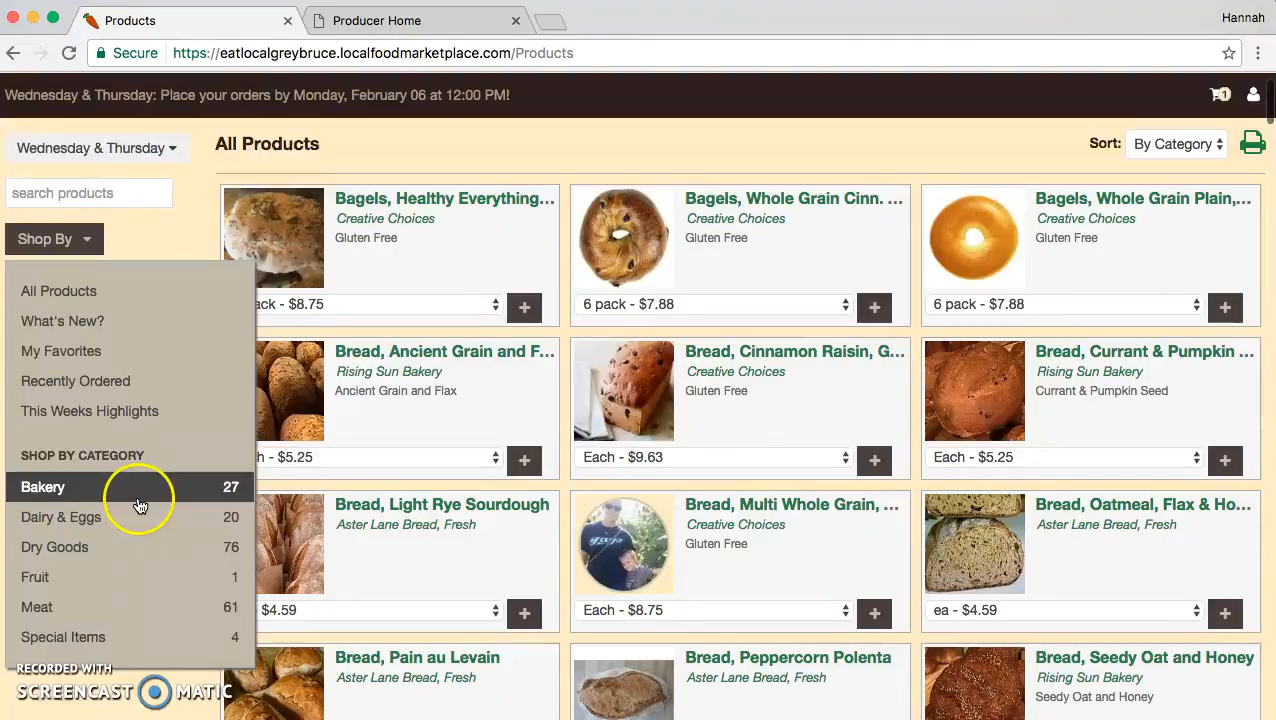 Products
Producer Home
Hannah
Secure
https://eatlocalgreybruce.localfoodmarketplace.com/Products
Wednesday & Thursday: Place your orders by Monday, February 06 at 12:00 PM!
1
Wednesday & Thursday
All Products
Sort:
By Category
search products
Shop By
All Products
What's New?
My Favorites
Recently Ordered
This Weeks Highlights
SHOP BY CATEGORY
Bakery 27
Dairy & Eggs 20
Dry Goods 76
Fruit 1
Meat 61
Special Items 4
RECORDED WITH
SCREENCAST MATIC
Bagels, Healthy Everything...
Creative Choices
Gluten Free
ack - $8.75
+
Bagels, Whole Grain Cinn. ...
Creative Choices
Gluten Free
6 pack - $7.88
+
Bagels, Whole Grain Plain,...
Creative Choices
Gluten Free
6 pack - $7.88
+
Bread, Ancient Grain and F...
Rising Sun Bakery
Ancient Grain and Flax
h - $5.25
+
Bread, Cinnamon Raisin, G...
Creative Choices
Gluten Free
Each - $9.63
+
Bread, Currant & Pumpkin ...
Rising Sun Bakery
Currant & Pumpkin Seed
Each - $5.25
+
Bread, Light Rye Sourdough
Aster Lane Bread, Fresh
- $4.59
+
Bread, Multi Whole Grain, ...
Creative Choices
Gluten Free
Each - $8.75
+
Bread, Oatmeal, Flax & Ho...
Aster Lane Bread, Fresh
ea - $4.59
+
Bread, Pain au Levain
Aster Lane Bread, Fresh
Bread, Peppercorn Polenta
Aster Lane Bread, Fresh
Bread, Seedy Oat and Honey
Rising Sun Bakery
Seedy Oat and Honey